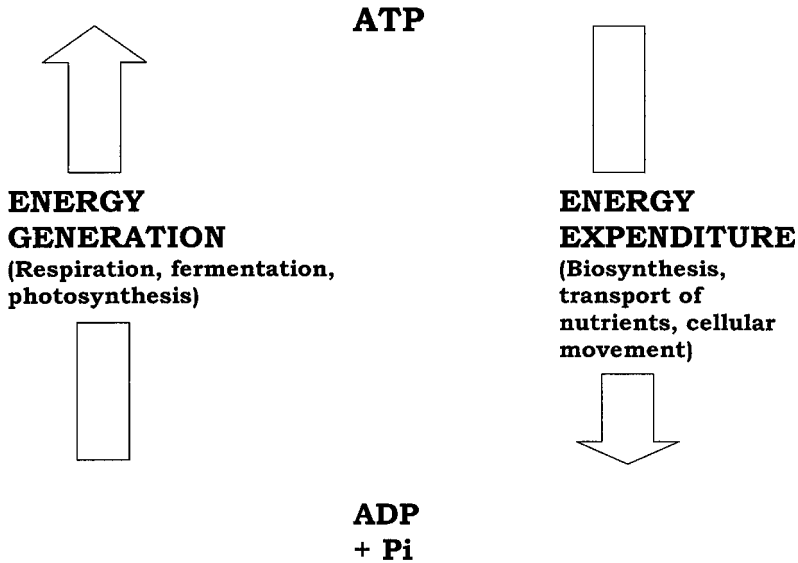 ATP
ENERGY
GENERATION
(Respiration, fermentation,
photosynthesis)
ENERGY
EXPENDITURE
(Biosynthesis,
transport of
nutrients, cellular
movement)
ADP
+ Pi